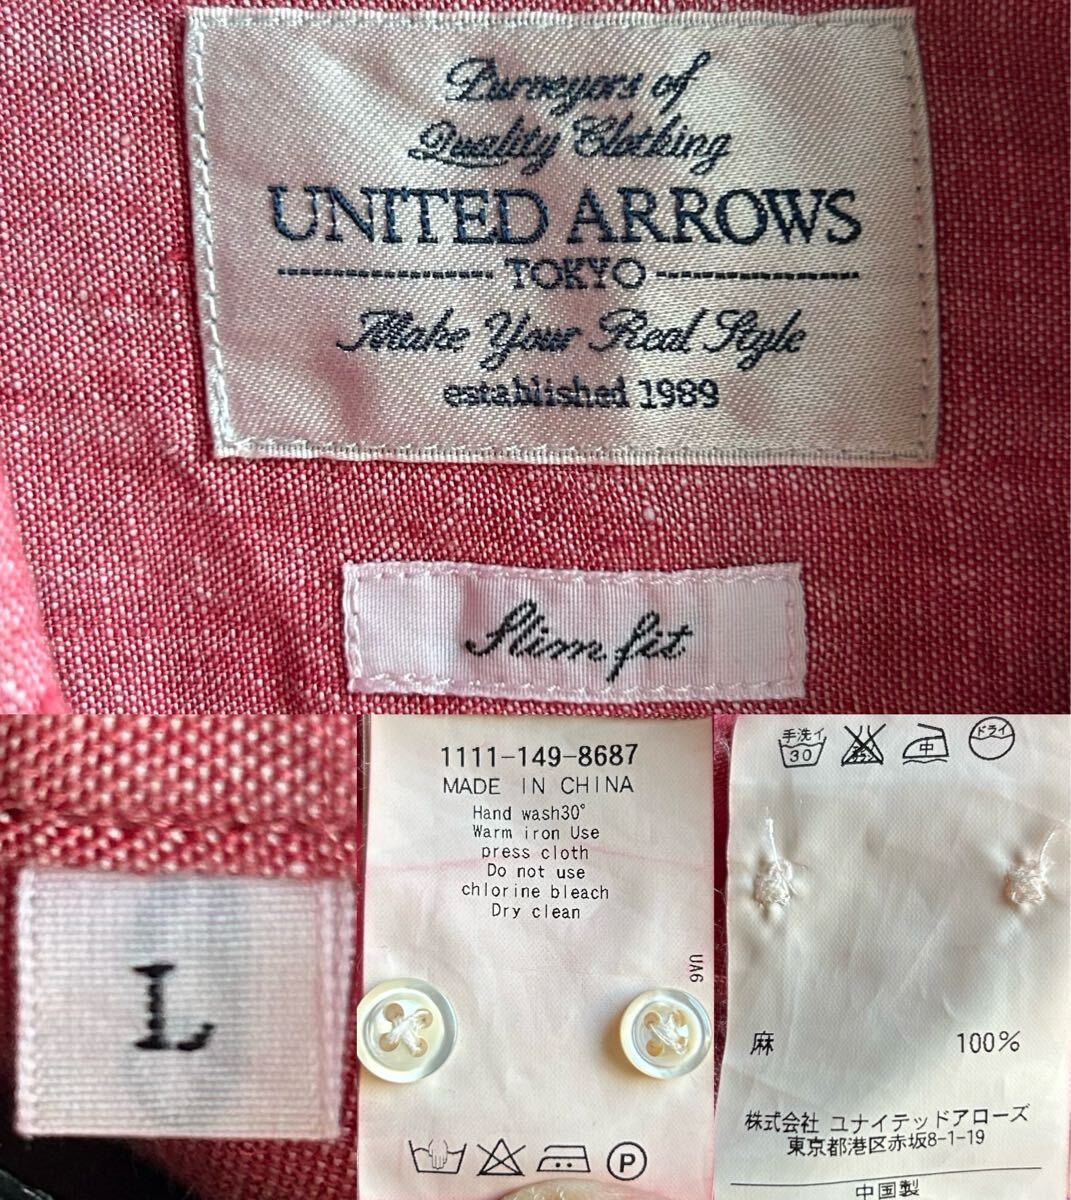 Purveyors of
Quality Clothing
UNITED ARROWS
TOKYO
Make Your Real Style
established 1989
Slim fit
L
1111-149-8687
MADE IN CHINA
Hand wash30°
Warm iron Use
press cloth
Do not use
chlorine bleach
Dry clean
UA6
P
手洗イ
30
中
ドライ
麻 100%
株式会社 ユナイテッドアローズ
東京都港区赤坂8-1-19
中国製